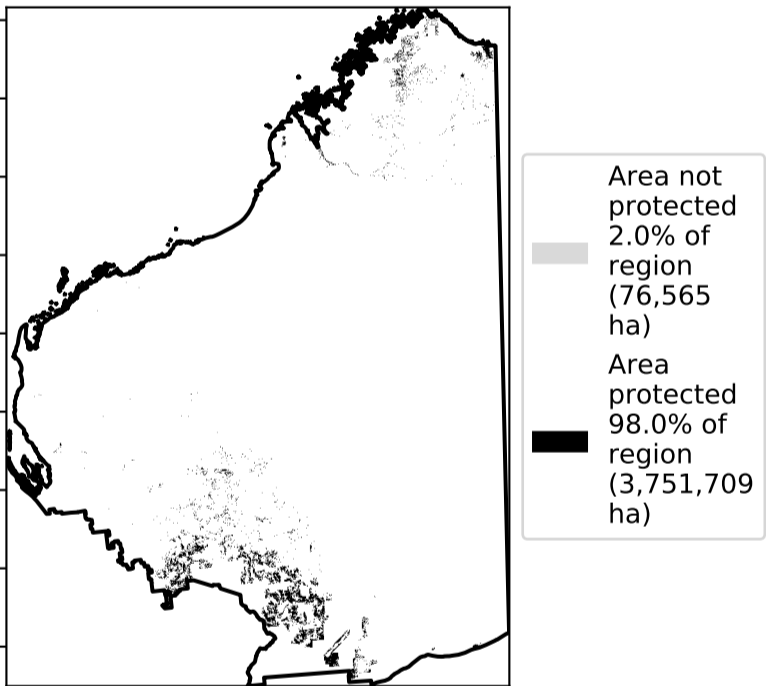 Area not
protected
2.0% of
region
(76,565
ha)
Area
protected
98.0% of
region
(3,751,709
ha)